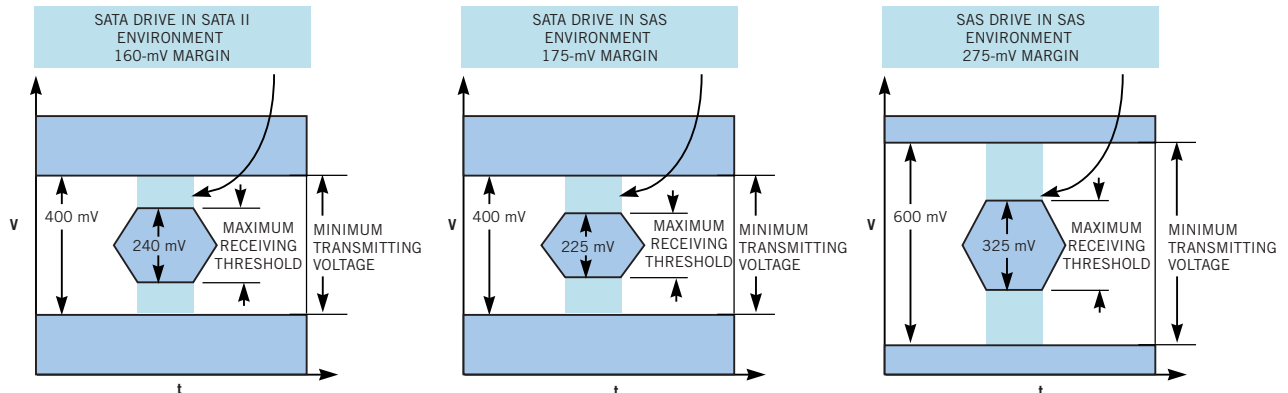 SATA DRIVE IN SATA II
ENVIRONMENT
160-mV MARGIN
V
400 mV
240 mV
MAXIMUM
RECEIVING
THRESHOLD
MINIMUM
TRANSMITTING
VOLTAGE
t
SATA DRIVE IN SAS
ENVIRONMENT
175-mV MARGIN
V
400 mV
225 mV
MAXIMUM
RECEIVING
THRESHOLD
MINIMUM
TRANSMITTING
VOLTAGE
t
SAS DRIVE IN SAS
ENVIRONMENT
275-mV MARGIN
V
600 mV
325 mV
MAXIMUM
RECEIVING
THRESHOLD
MINIMUM
TRANSMITTING
VOLTAGE
t